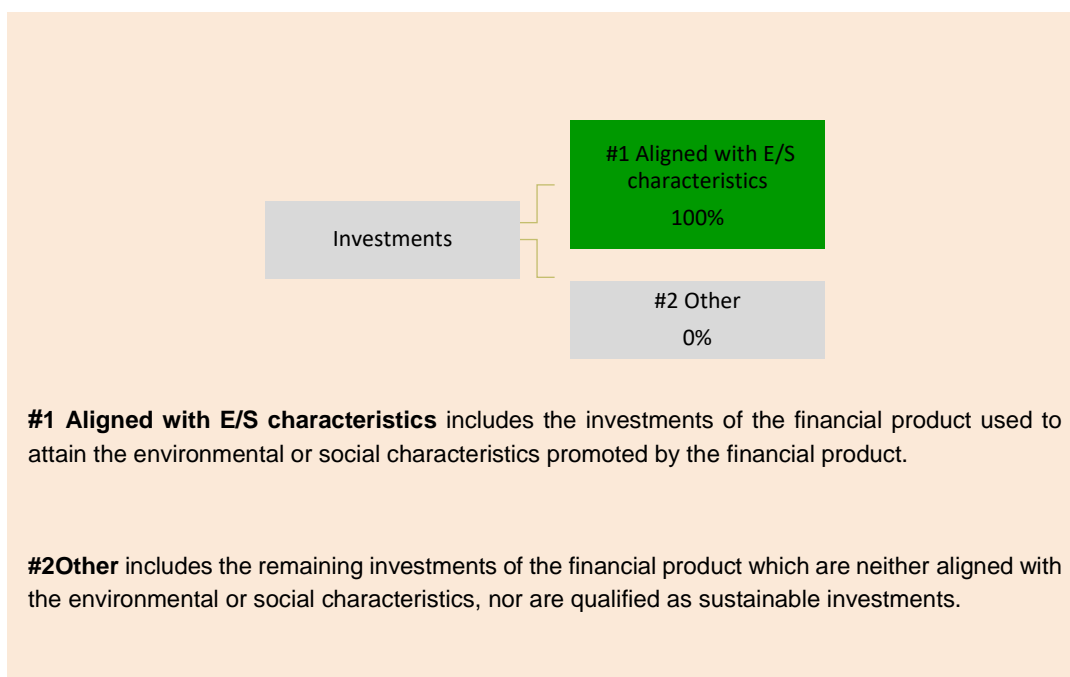 #1 Aligned with E/S
characteristics
100%
Investments
#2 Other
0%
#1 Aligned with E/S characteristics includes the investments of the financial product used to
attain the environmental or social characteristics promoted by the financial product.
#2Other includes the remaining investments of the financial product which are neither aligned with
the environmental or social characteristics, nor are qualified as sustainable investments.